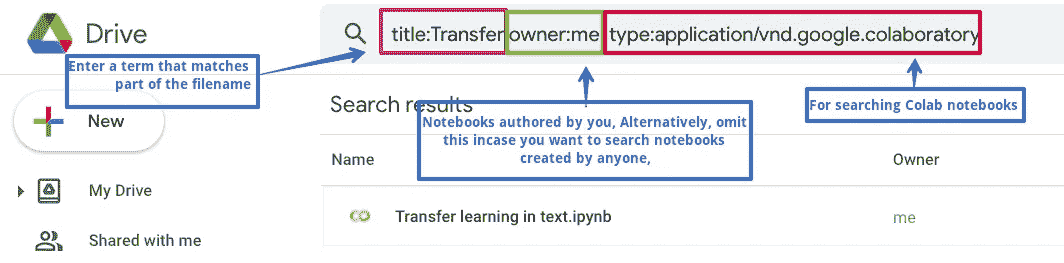 Drive
title:Transfer owner:me type:application/vnd.google.colaboratory
Enter a term that matches
part of the filename
New
Search results
For searching Colab notebooks
Notebooks authored by you, Alternatively, omit
this incase you want to search notebooks
created by anyone,
Name
Owner
My Drive
Transfer learning in text.ipynb
me
Shared with me